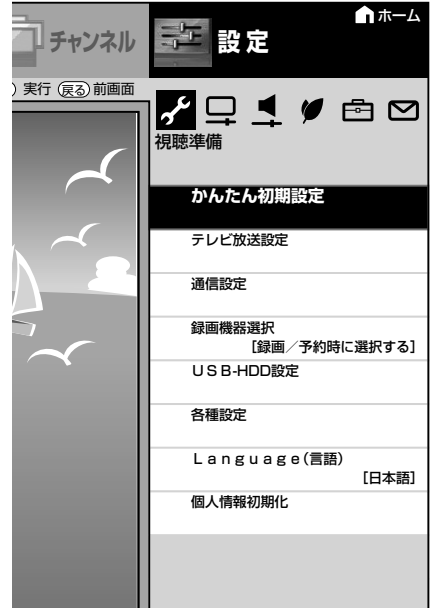 ホーム
チャンネル
設定
) 実行 戻る 前画面
視聴準備
かんたん初期設定
テレビ放送設定
通信設定
録画機器選択
[録画／予約時に選択する]
USB-HDD設定
各種設定
Language(言語)
[日本語]
個人情報初期化